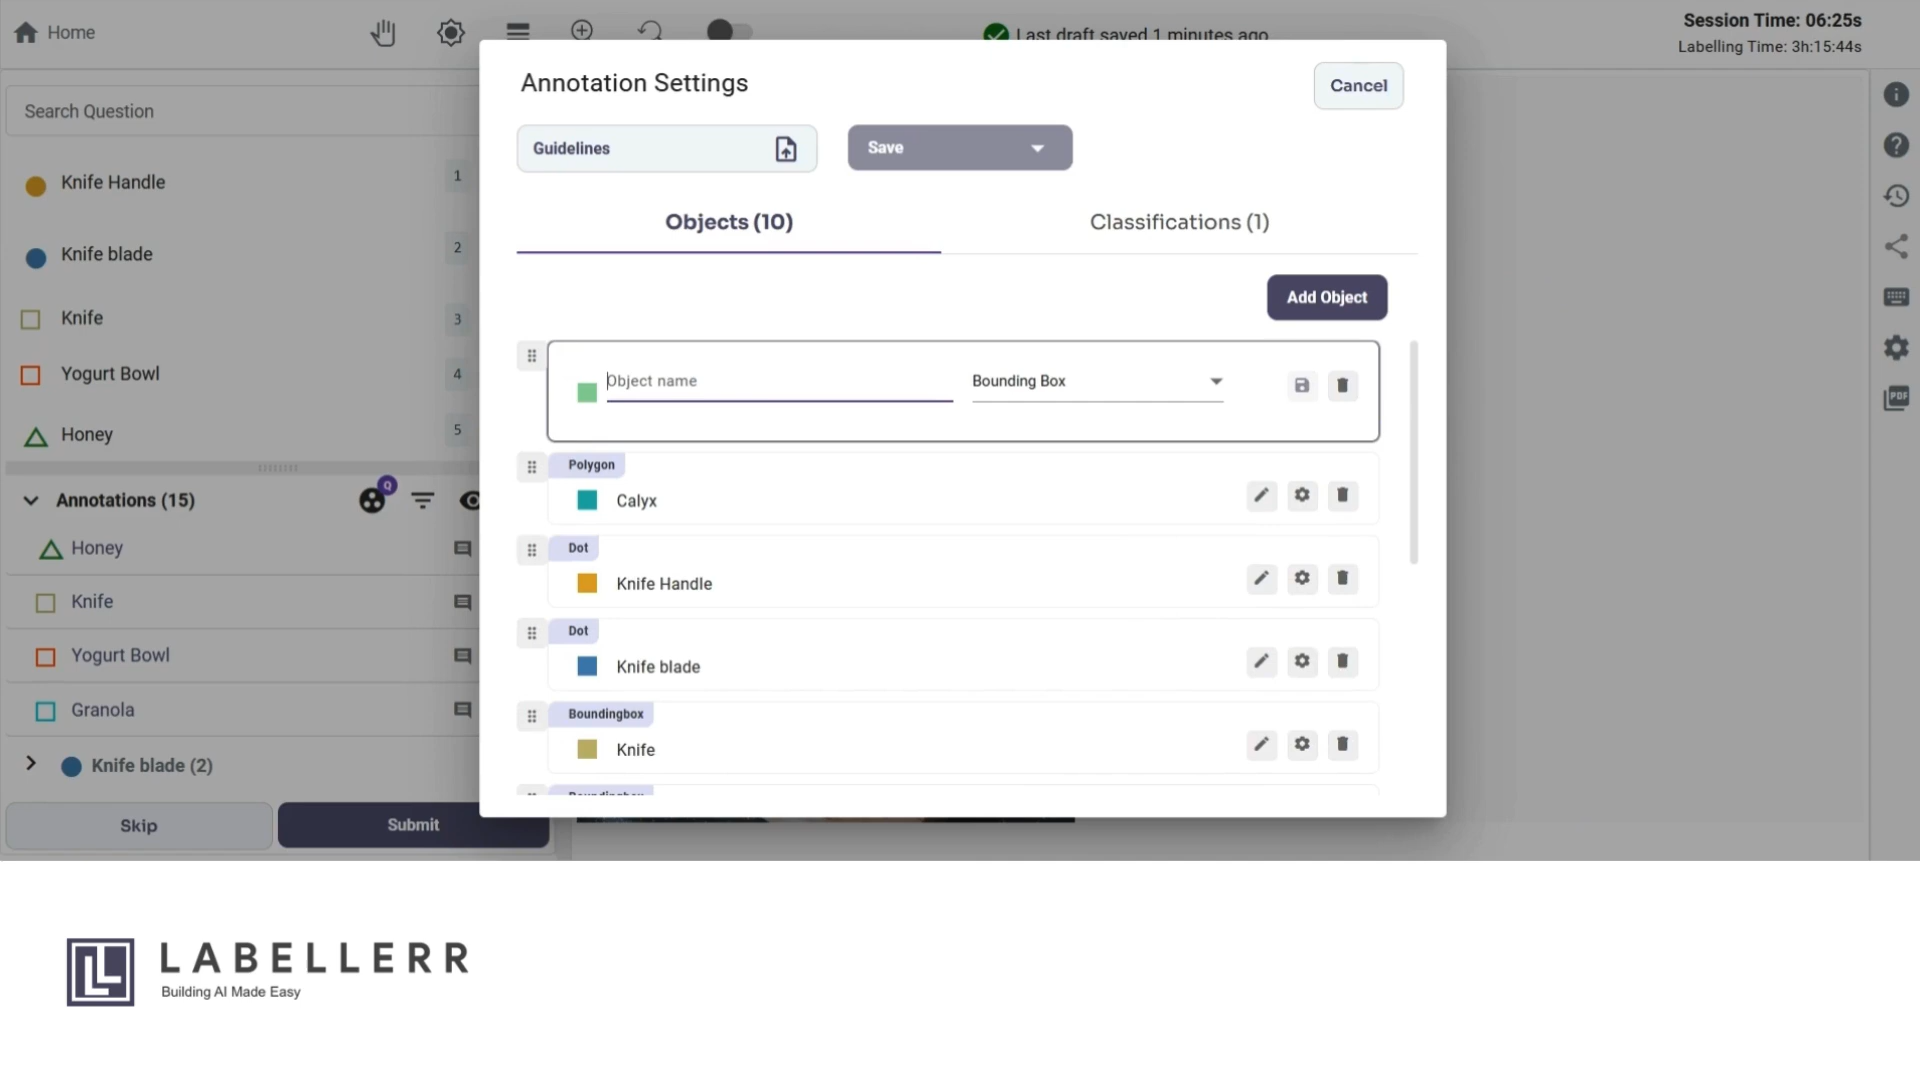 Home
Last draft saved 1 minutes ago
Session Time: 06:25s
Labelling Time: 3h:15:44s
Search Question
Knife Handle 1
Knife blade 2
Knife 3
Yogurt Bowl 4
Honey 5
Annotations (15)
Q
Honey
Knife
Yogurt Bowl
Granola
Knife blade (2)
Skip
Submit
Annotation Settings
Cancel
Guidelines
Save
Objects (10)
Classifications (1)
Add Object
Object name
Bounding Box
Polygon
Calyx
Dot
Knife Handle
Dot
Knife blade
Boundingbox
Knife
Boundingbox
PDF
LABELLERR
Building AI Made Easy